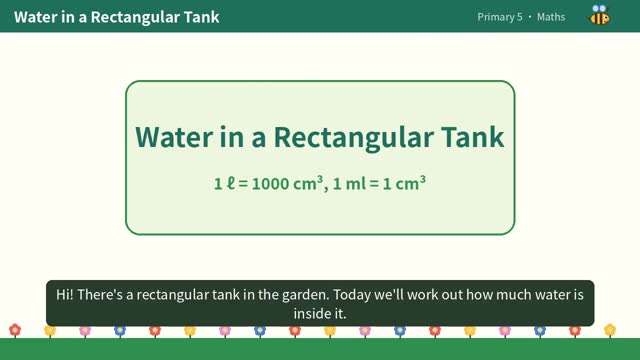 Water in a Rectangular Tank
Primary 5 • Maths
Water in a Rectangular Tank
1 ℓ = 1000 cm³, 1 ml = 1 cm³
Hi! There's a rectangular tank in the garden. Today we'll work out how much water is
inside it.